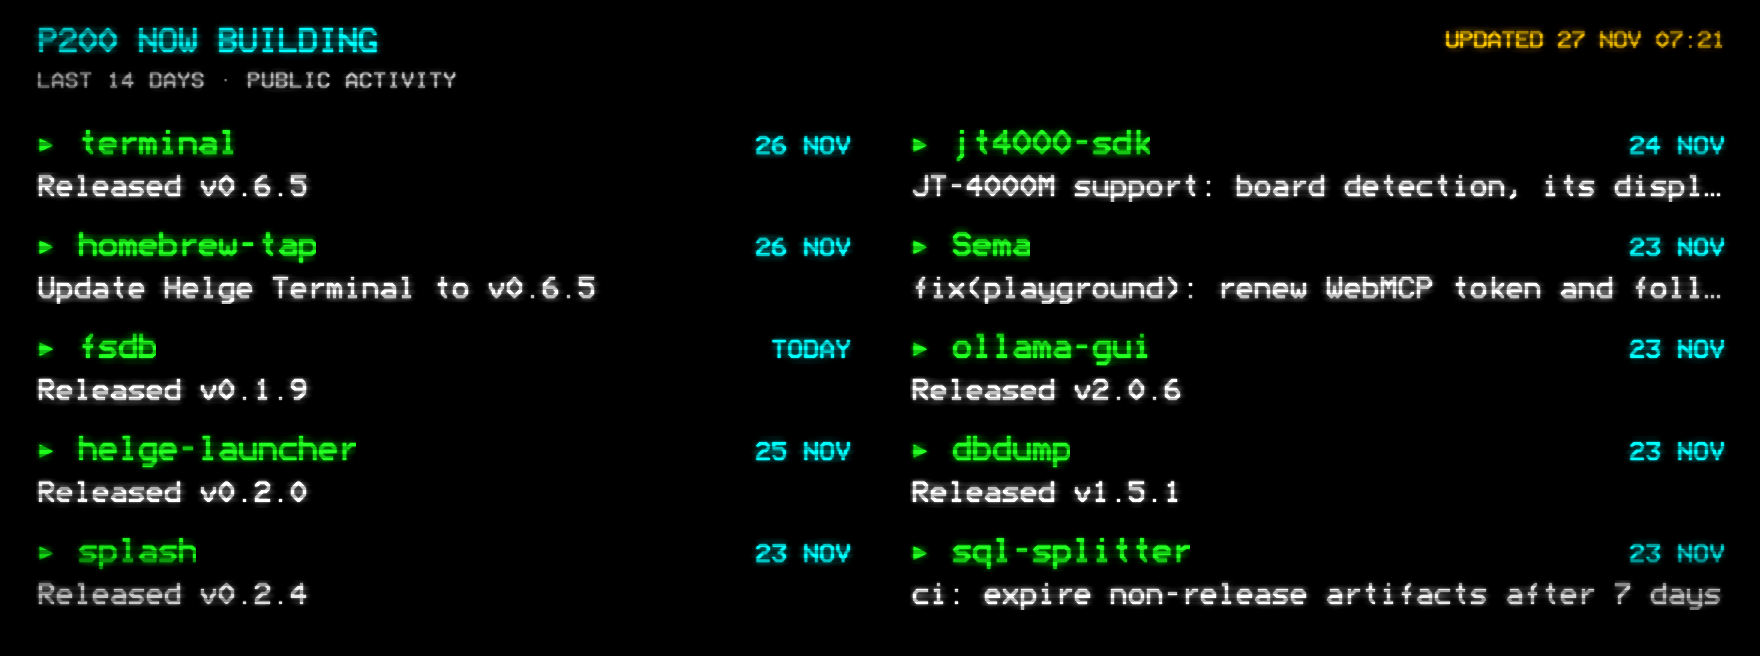 P200 NOW BUILDING
UPDATED 27 NOV 07:21
LAST 14 DAYS · PUBLIC ACTIVITY
► terminal 26 NOV
Released v0.6.5
► homebrew-tap 26 NOV
Update Helge Terminal to v0.6.5
► fsdb TODAY
Released v0.1.9
► helge-launcher 25 NOV
Released v0.2.0
► splash 23 NOV
Released v0.2.4
► jt4000-sdk 24 NOV
JT-4000M support: board detection, its displ…
► Sema 23 NOV
fix(playground): renew WebMCP token and foll…
► ollama-gui 23 NOV
Released v2.0.6
► dbdump 23 NOV
Released v1.5.1
► sql-splitter 23 NOV
ci: expire non-release artifacts after 7 days